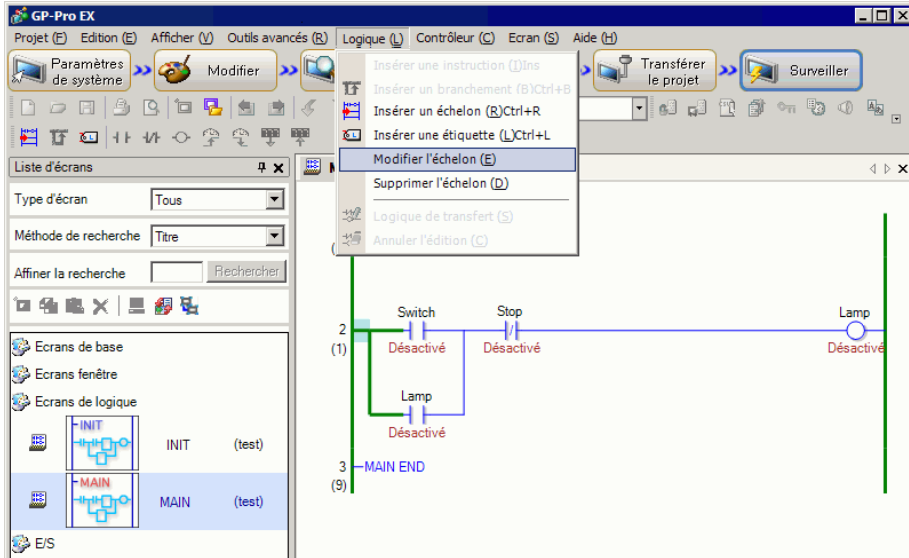 GP-Pro EX
Projet (F) Edition (E) Afficher (V) Outils avancés (R) Logique (L) Contrôleur (C) Ecran (S) Aide (H)
Paramètres de système
Modifier
Transférer le projet
Surveiller
Insérer une instruction (I)Ins
Insérer un branchement (B)Ctrl+B
Insérer un échelon (R)Ctrl+R
Insérer une étiquette (L)Ctrl+L
Modifier l'échelon (E)
Supprimer l'échelon (D)
Logique de transfert (S)
Annuler l'édition (C)
Liste d'écrans
Type d'écran Tous
Méthode de recherche Titre
Affiner la recherche Rechercher
Ecrans de base
Ecrans fenêtre
Ecrans de logique
INIT
INIT (test)
MAIN
MAIN (test)
E/S
Switch Stop Lamp
2
(1) Désactivé Désactivé Désactivé
Lamp
Désactivé
3 MAIN END
(9)